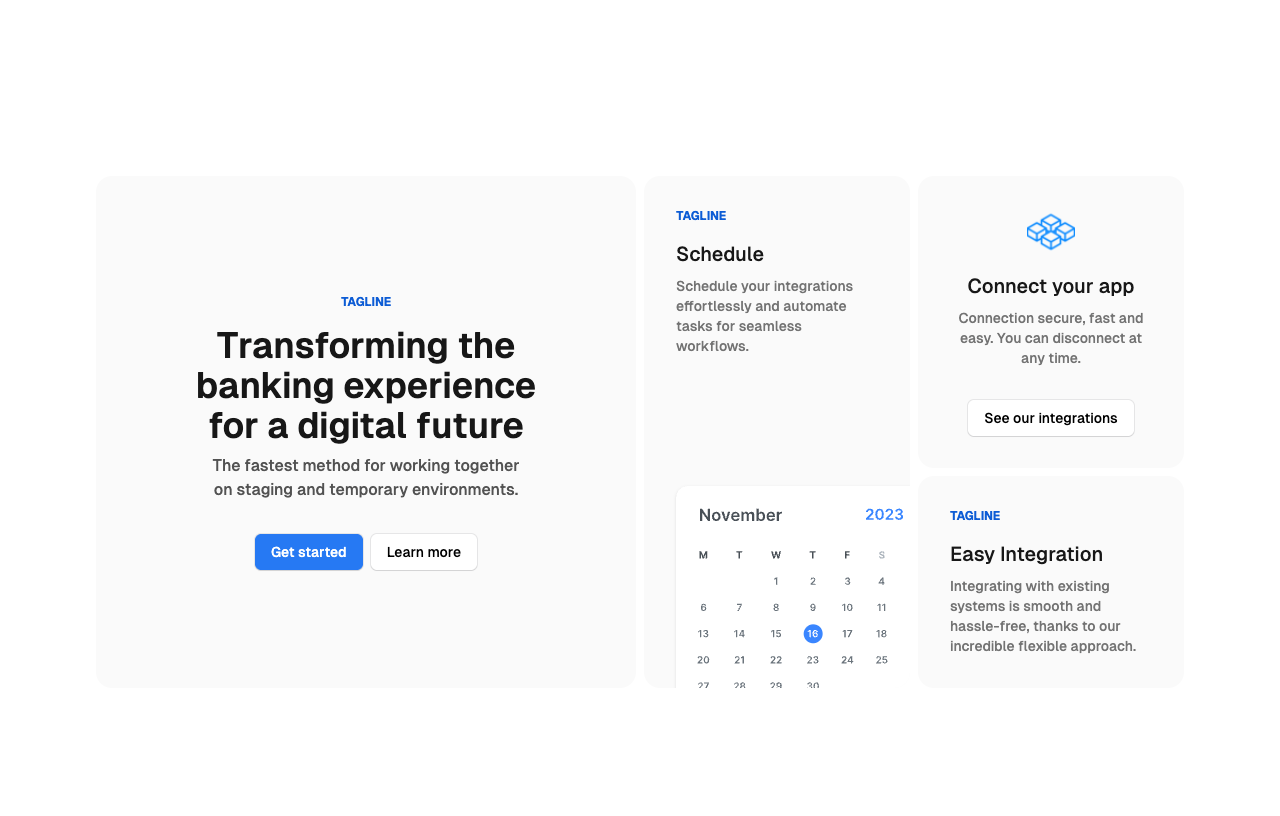 TAGLINE
Transforming the
banking experience
for a digital future
The fastest method for working together
on staging and temporary environments.
Get started
Learn more
TAGLINE
Schedule
Schedule your integrations
effortlessly and automate
tasks for seamless
workflows.
November 2023
M T W T F S
1 2 3 4
6 7 8 9 10 11
13 14 15 16 17 18
20 21 22 23 24 25
27 28 29 30
Connect your app
Connection secure, fast and
easy. You can disconnect at
any time.
See our integrations
TAGLINE
Easy Integration
Integrating with existing
systems is smooth and
hassle-free, thanks to our
incredible flexible approach.